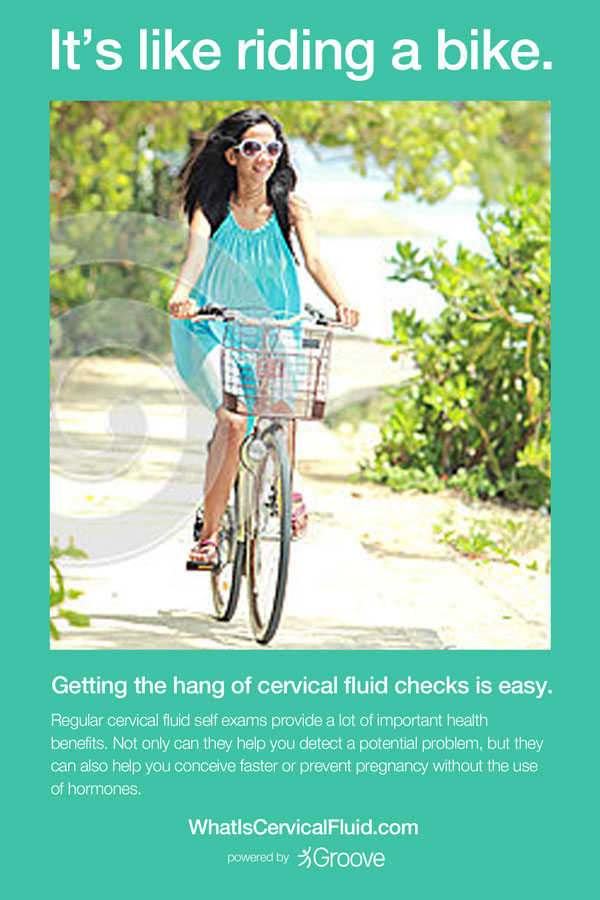 It's like riding a bike.
Getting the hang of cervical fluid checks is easy.
Regular cervical fluid self exams provide a lot of important health
benefits. Not only can they help you detect a potential problem, but they
can also help you conceive faster or prevent pregnancy without the use
of hormones.
WhatIsCervicalFluid.com
powered by Groove